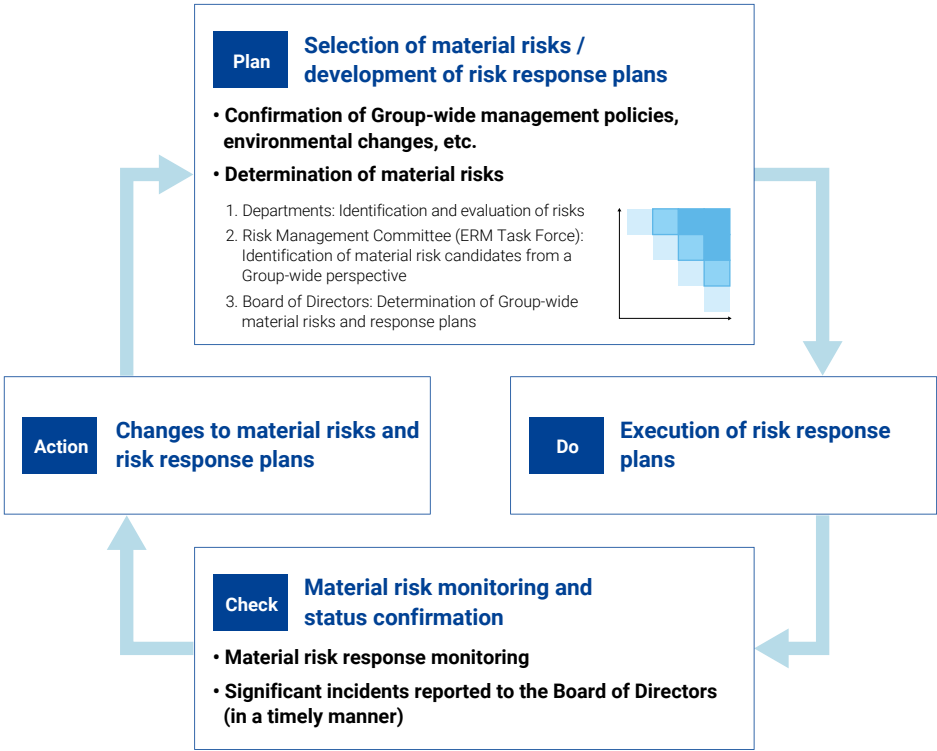 Plan
Selection of material risks /
development of risk response plans
• Confirmation of Group-wide management policies,
environmental changes, etc.
• Determination of material risks
1. Departments: Identification and evaluation of risks
2. Risk Management Committee (ERM Task Force):
Identification of material risk candidates from a
Group-wide perspective
3. Board of Directors: Determination of Group-wide
material risks and response plans
Do
Execution of risk response
plans
Check
Material risk monitoring and
status confirmation
• Material risk response monitoring
• Significant incidents reported to the Board of Directors
(in a timely manner)
Action
Changes to material risks and
risk response plans